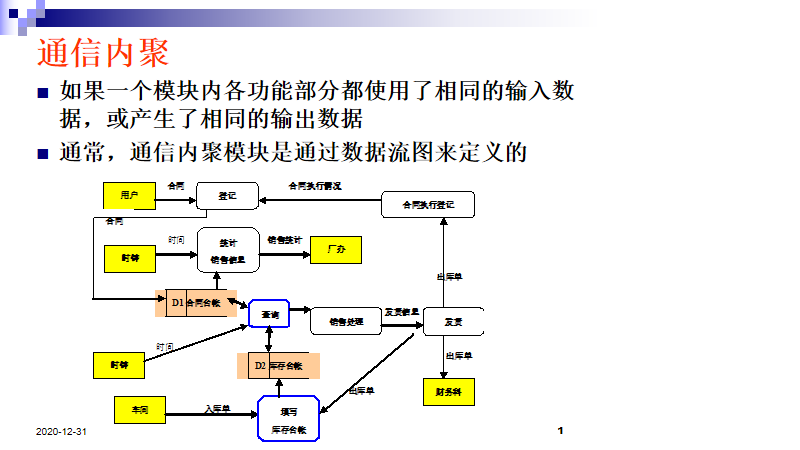 通信内聚
如果一个模块内各功能部分都使用了相同的输入数
据，或产生了相同的输出数据
通常，通信内聚模块是通过数据流图来定义的
用户
合同
登记
合同执行情况
合同执行登记
合同
时钟
时间
统计
销售信息
销售统计
厂办
出库单
D1 合同台帐
查询
销售处理
发货信息
发货
时间
时钟
D2 库存台帐
出库单
出库单
财务科
车间
入库单
填写
库存台帐
2020-12-31
1